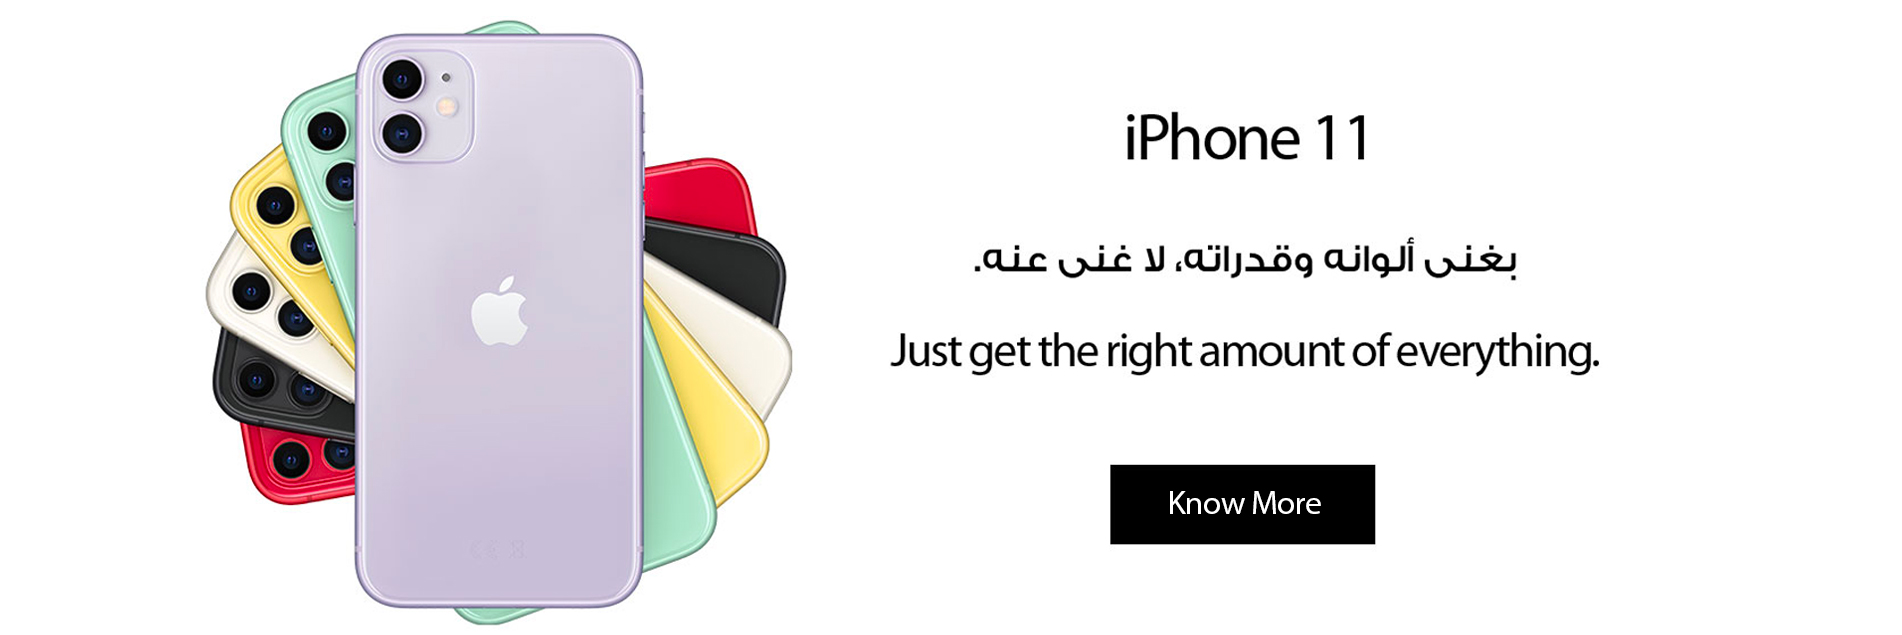 iPhone 11
بغنى ألوانه وقدراته، لا غنى عنه.
Just get the right amount of everything.
Know More